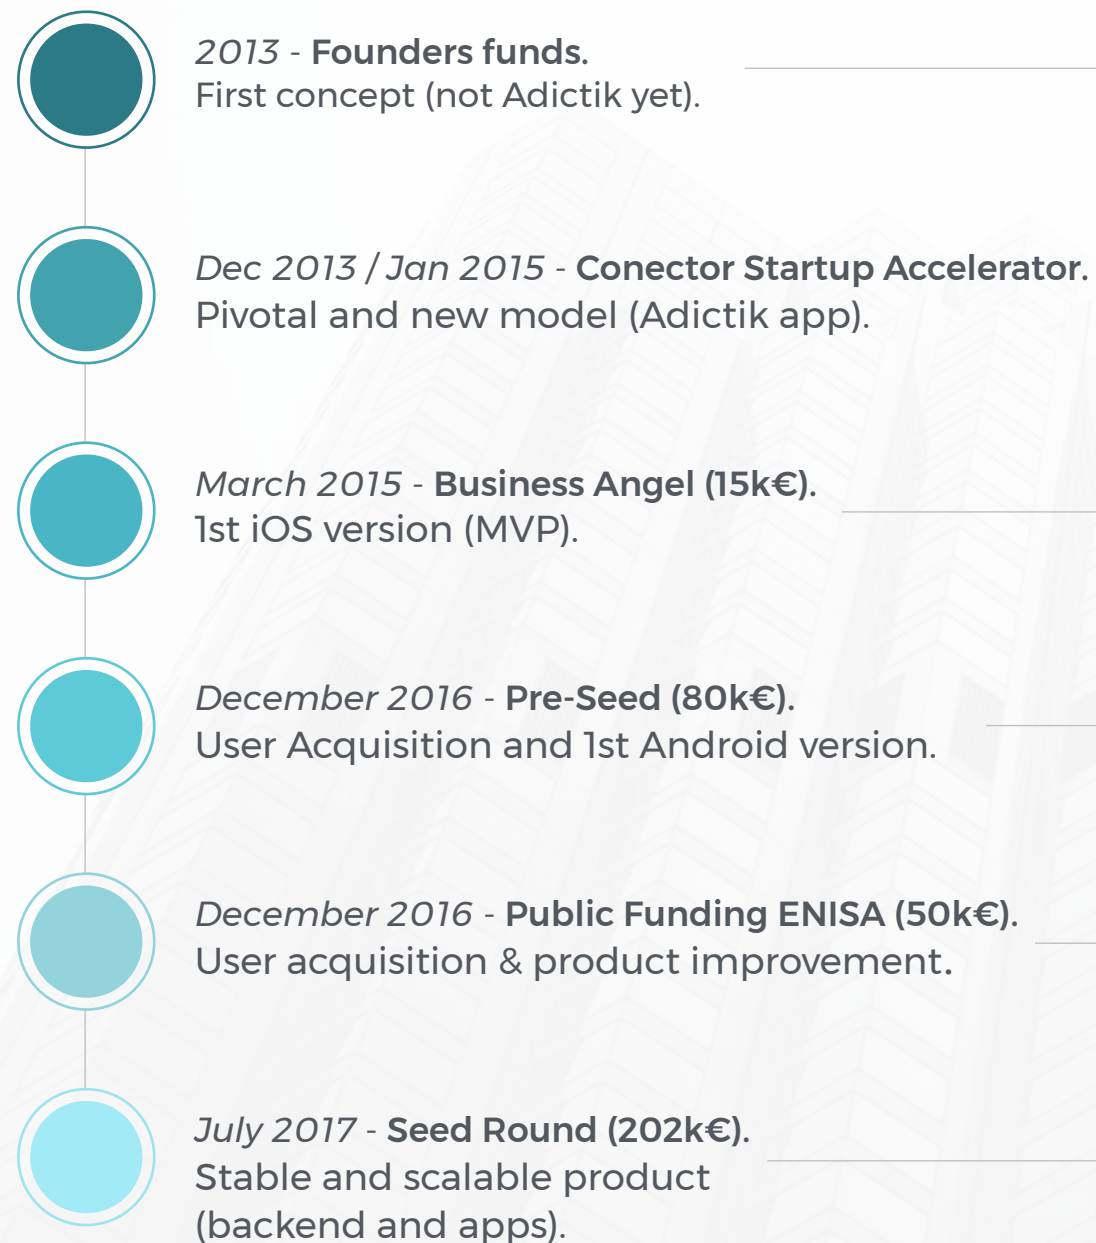 2013 - Founders funds.
First concept (not Adictik yet).
Dec 2013 / Jan 2015 - Conector Startup Accelerator.
Pivotal and new model (Adictik app).
March 2015 - Business Angel (15k€).
1st iOS version (MVP).
December 2016 - Pre-Seed (80k€).
User Acquisition and 1st Android version.
December 2016 - Public Funding ENISA (50k€).
User acquisition & product improvement.
July 2017 - Seed Round (202k€).
Stable and scalable product
(backend and apps).